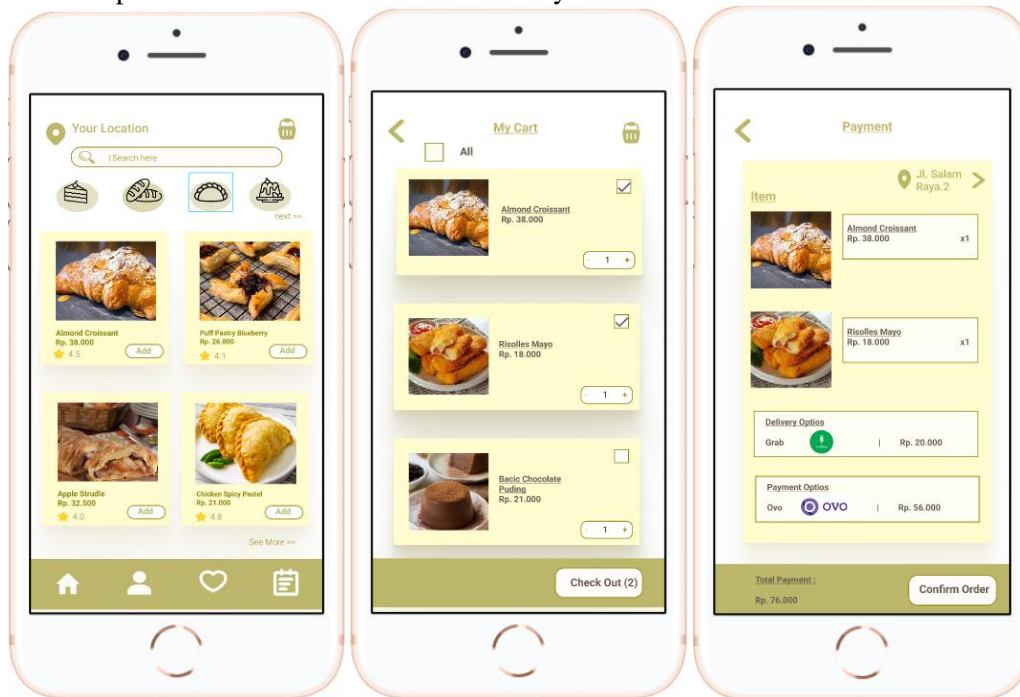 Your Location
Search here
next >>
Almond Croissant
Rp. 38.000
4.5
Add
Puff Pastry Blueberry
Rp. 26.000
4.1
Add
Apple Strudle
Rp. 32.500
4.0
Add
Chicken Spicy Pastel
Rp. 21.000
4.8
Add
See More >>
My Cart
All
Almond Croissant
Rp. 38.000
- 1 +
Risolles Mayo
Rp. 18.000
- 1 +
Bacic Chocolate
Puding
Rp. 21.000
- 1 +
Check Out (2)
Payment
Jl. Salam
Raya.2
Item
Almond Croissant
Rp. 38.000 x1
Risolles Mayo
Rp. 18.000 x1
Delivery Optios
Grab | Rp. 20.000
Payment Optios
Ovo OVO | Rp. 56.000
Total Payment :
Rp. 76.000
Confirm Order